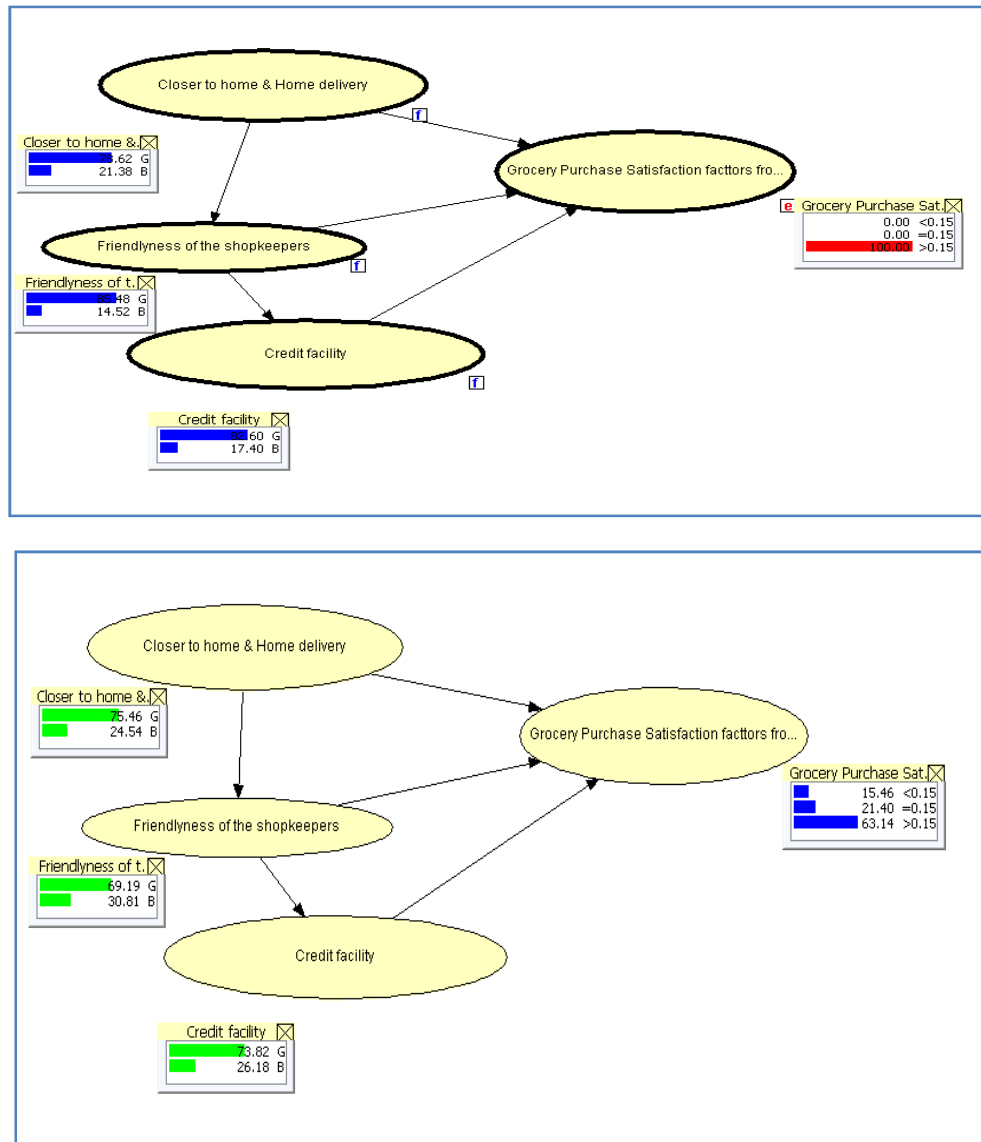 Closer to home & Home delivery
f
Closer to home &.
78.62 G
21.38 B
Grocery Purchase Satisfaction facttors fro...
e Grocery Purchase Sat.
0.00 <0.15
0.00 =0.15
100.00 >0.15
Friendlyness of the shopkeepers
f
Friendlyness of t.
85.48 G
14.52 B
Credit facility
f
Credit facility
82.60 G
17.40 B
Closer to home & Home delivery
Closer to home &.
75.46 G
24.54 B
Grocery Purchase Satisfaction facttors fro...
Grocery Purchase Sat.
15.46 <0.15
21.40 =0.15
63.14 >0.15
Friendlyness of the shopkeepers
Friendlyness of t.
69.19 G
30.81 B
Credit facility
Credit facility
73.82 G
26.18 B